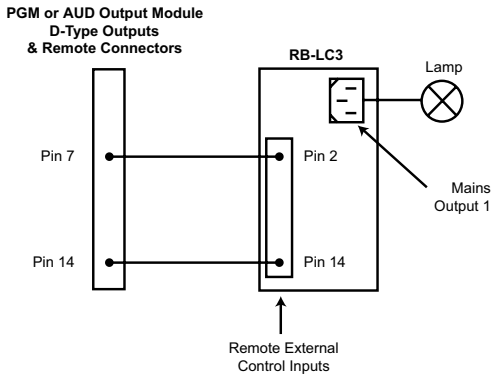 PGM or AUD Output Module
D-Type Outputs
& Remote Connectors
RB-LC3
Lamp
Pin 7
Pin 2
Mains
Output 1
Pin 14
Pin 14
Remote External
Control Inputs